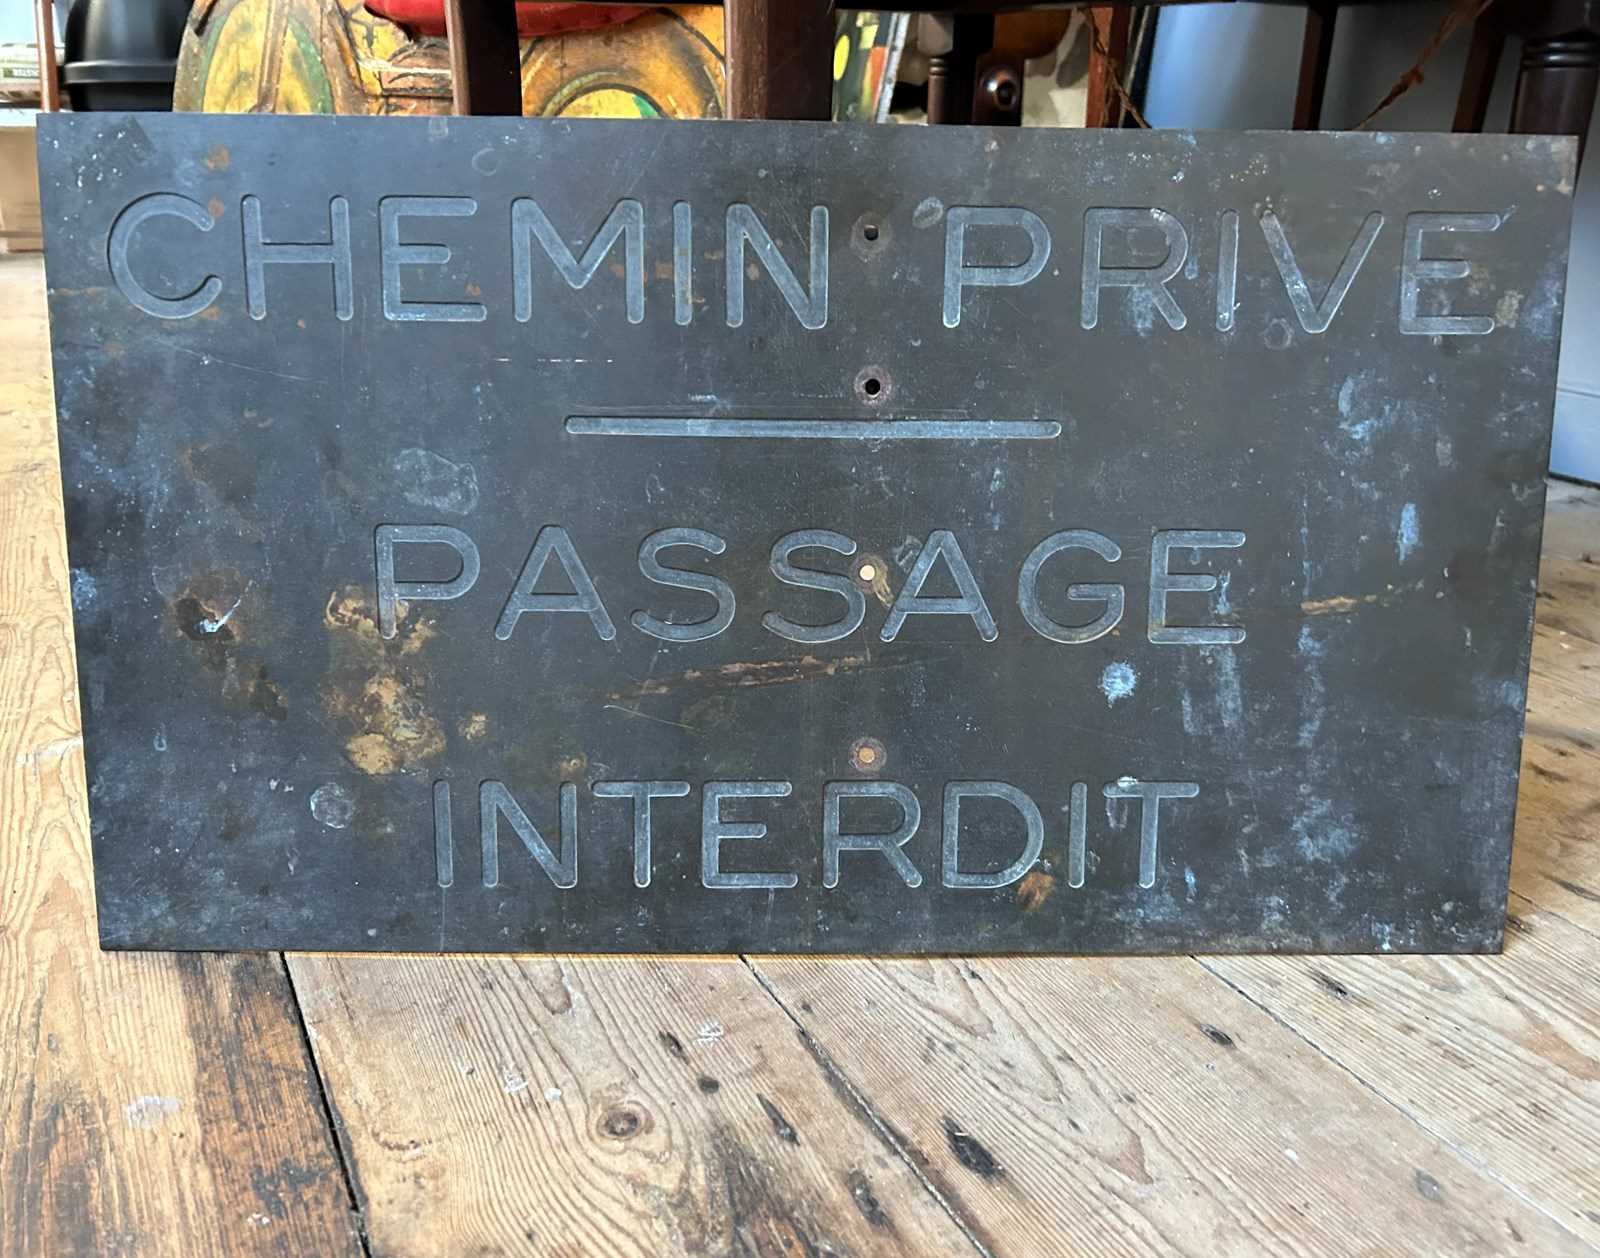 CHEMIN PRIVE
PASSAGE
INTERDIT